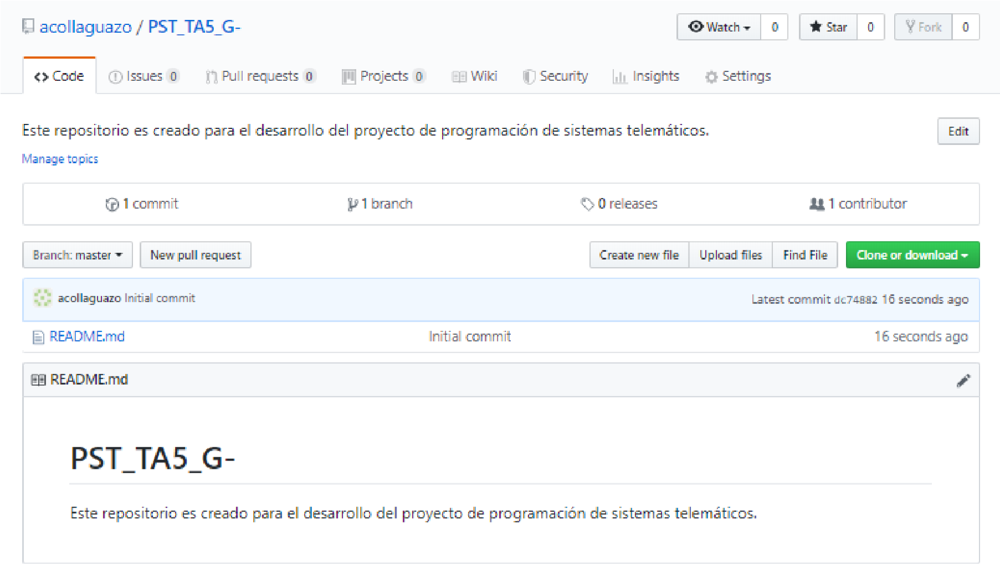 acollaguazo / PST_TA5_G-
Watch 0 Star 0 Fork 0
Code Issues 0 Pull requests 0 Projects 0 Wiki Security Insights Settings
Este repositorio es creado para el desarrollo del proyecto de programación de sistemas telemáticos.
Edit
Manage topics
1 commit 1 branch 0 releases 1 contributor
Branch: master New pull request Create new file Upload files Find File Clone or download
acollaguazo Initial commit Latest commit dc74882 16 seconds ago
README.md Initial commit 16 seconds ago
README.md
PST_TA5_G-
Este repositorio es creado para el desarrollo del proyecto de programación de sistemas telemáticos.